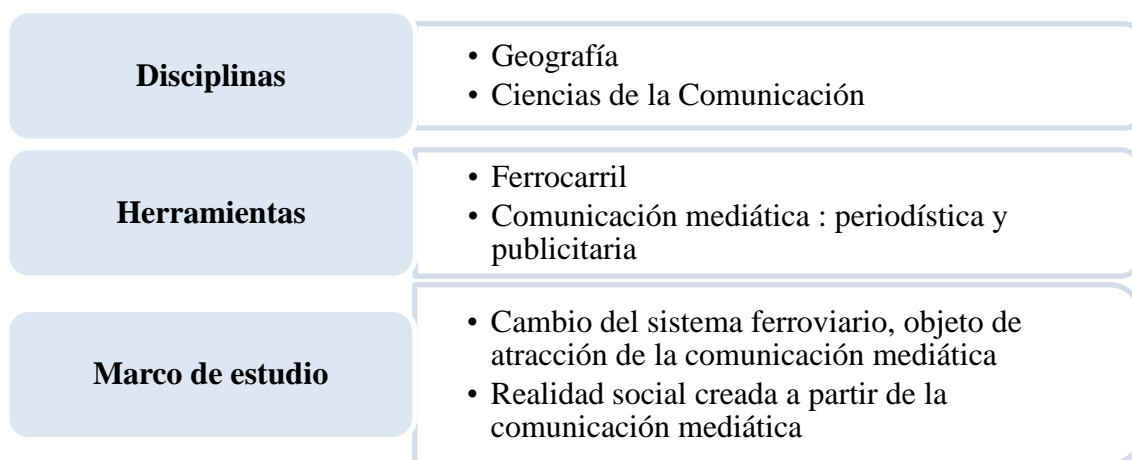 Disciplinas
• Geografía
• Ciencias de la Comunicación
Herramientas
• Ferrocarril
• Comunicación mediática : periodística y
publicitaria
Marco de estudio
• Cambio del sistema ferroviario, objeto de
atracción de la comunicación mediática
• Realidad social creada a partir de la
comunicación mediática